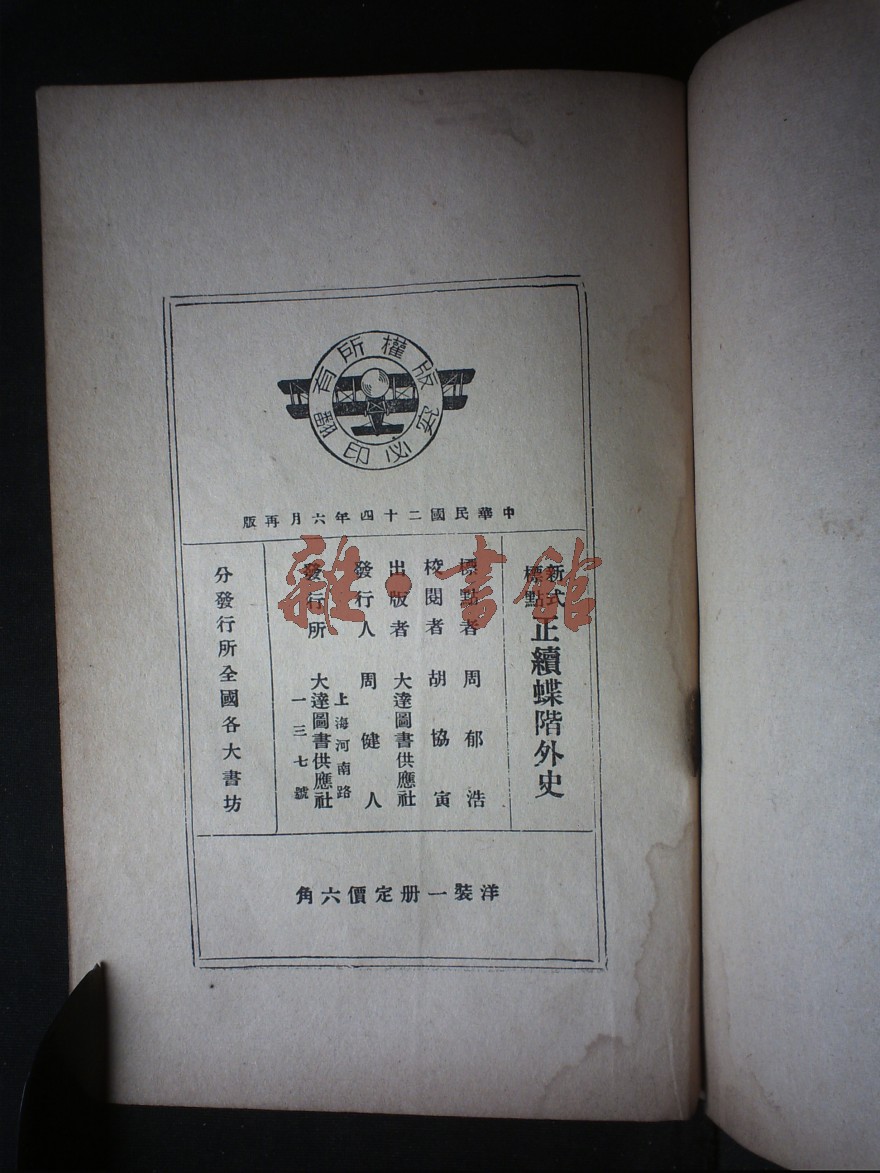 版權所有
翻印必究
中華民國二十四年六月再版
新式
標點
正續蝶階外史
標點者 周郁浩
校閱者 胡協寅
出版者 大達圖書供應社
發行人 周健人
發行所 大達圖書供應社
上海河南路
一三七號
分發行所全國各大書坊
洋裝一册定價六角
雜·書館